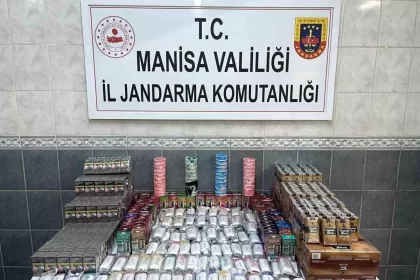 T.C.
MANİSA VALİLİĞİ
İL JANDARMA KOMUTANLIĞI